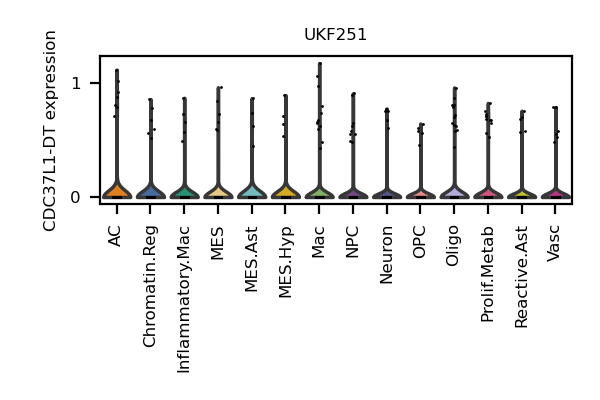 UKF251
CDC37L1-DT expression
1
0
AC
Chromatin.Reg
Inflammatory.Mac
MES
MES.Ast
MES.Hyp
Mac
NPC
Neuron
OPC
Oligo
Prolif.Metab
Reactive.Ast
Vasc